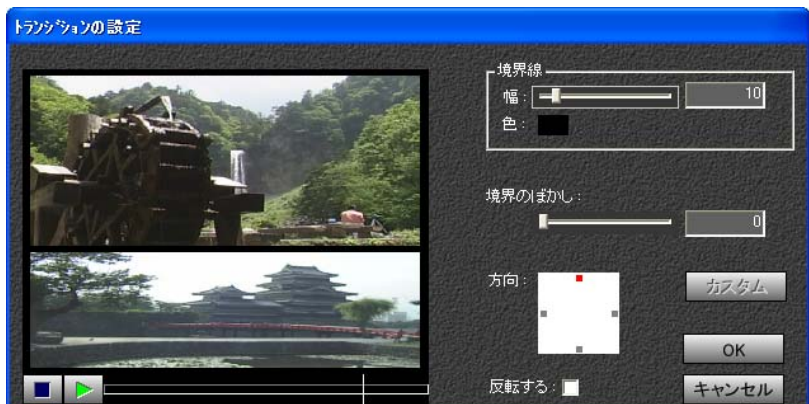 トランジションの設定
境界線
幅： 10
色：
境界のぼかし：
0
方向：
カスタム
OK
反転する：
キャンセル